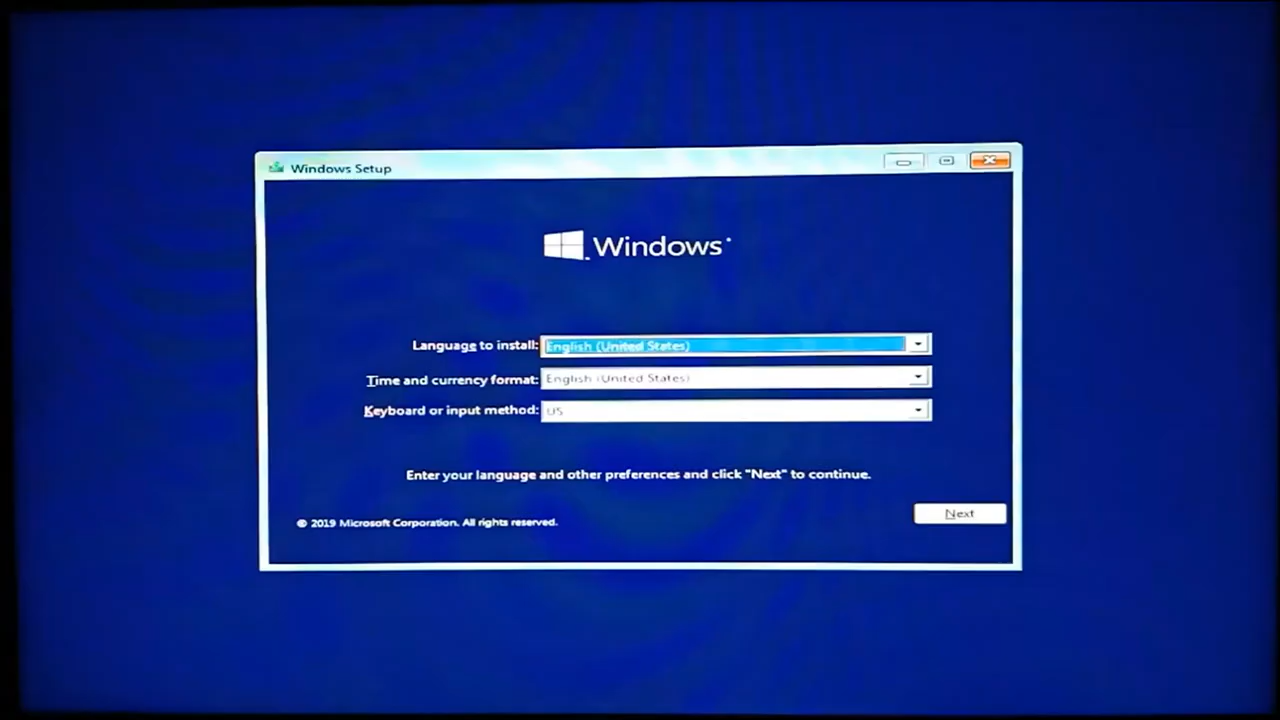 Windows Setup
Windows
Language to install: English (United States)
Time and currency format: English (United States)
Keyboard or input method: US
Enter your language and other preferences and click "Next" to continue.
© 2019 Microsoft Corporation. All rights reserved.
Next